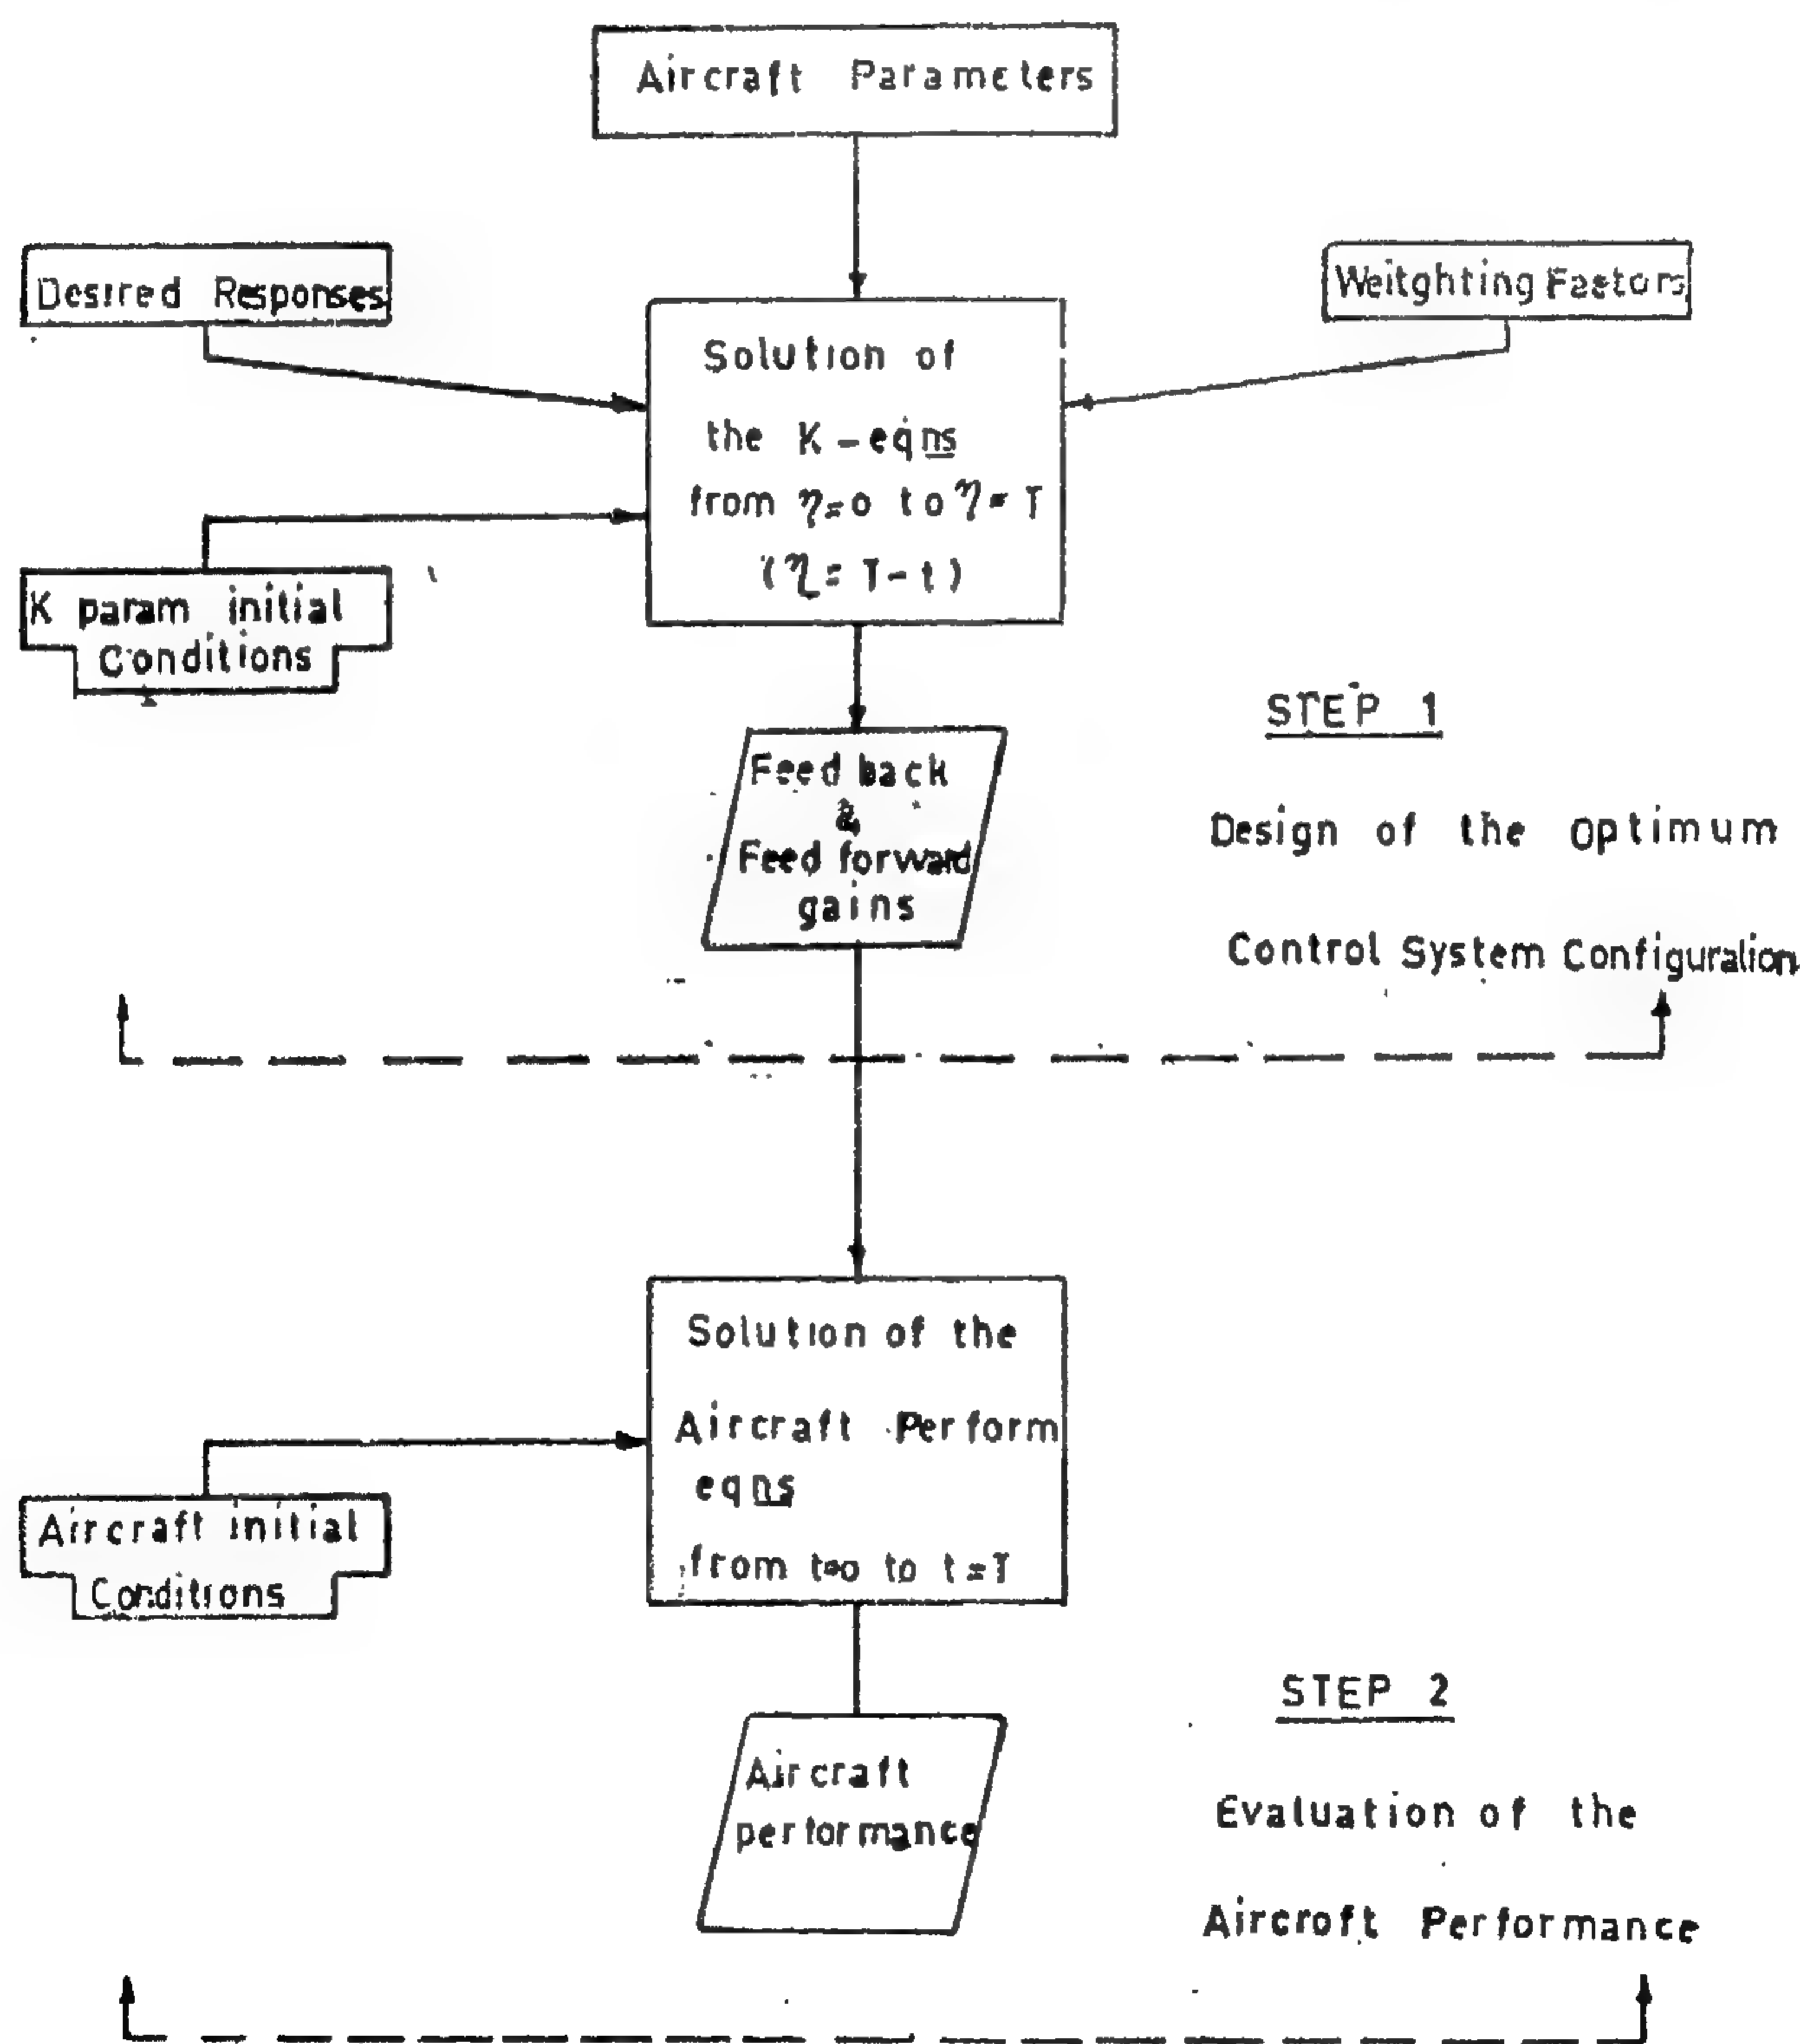 Aircraft Parameters
Desired Responses
Weitghting Factors
Solution of
the K-eqns
from η=o to η=T
(η=T-t)
K param initial
Conditions
Feed back
&
Feed forward
gains
STEP 1
Design of the optimum
Control System Configuration
Solution of the
Aircraft Perform
eqns
from t=o to t=T
Aircraft initial
Conditions
Aircraft
performance
STEP 2
Evaluation of the
Aircraft Performance